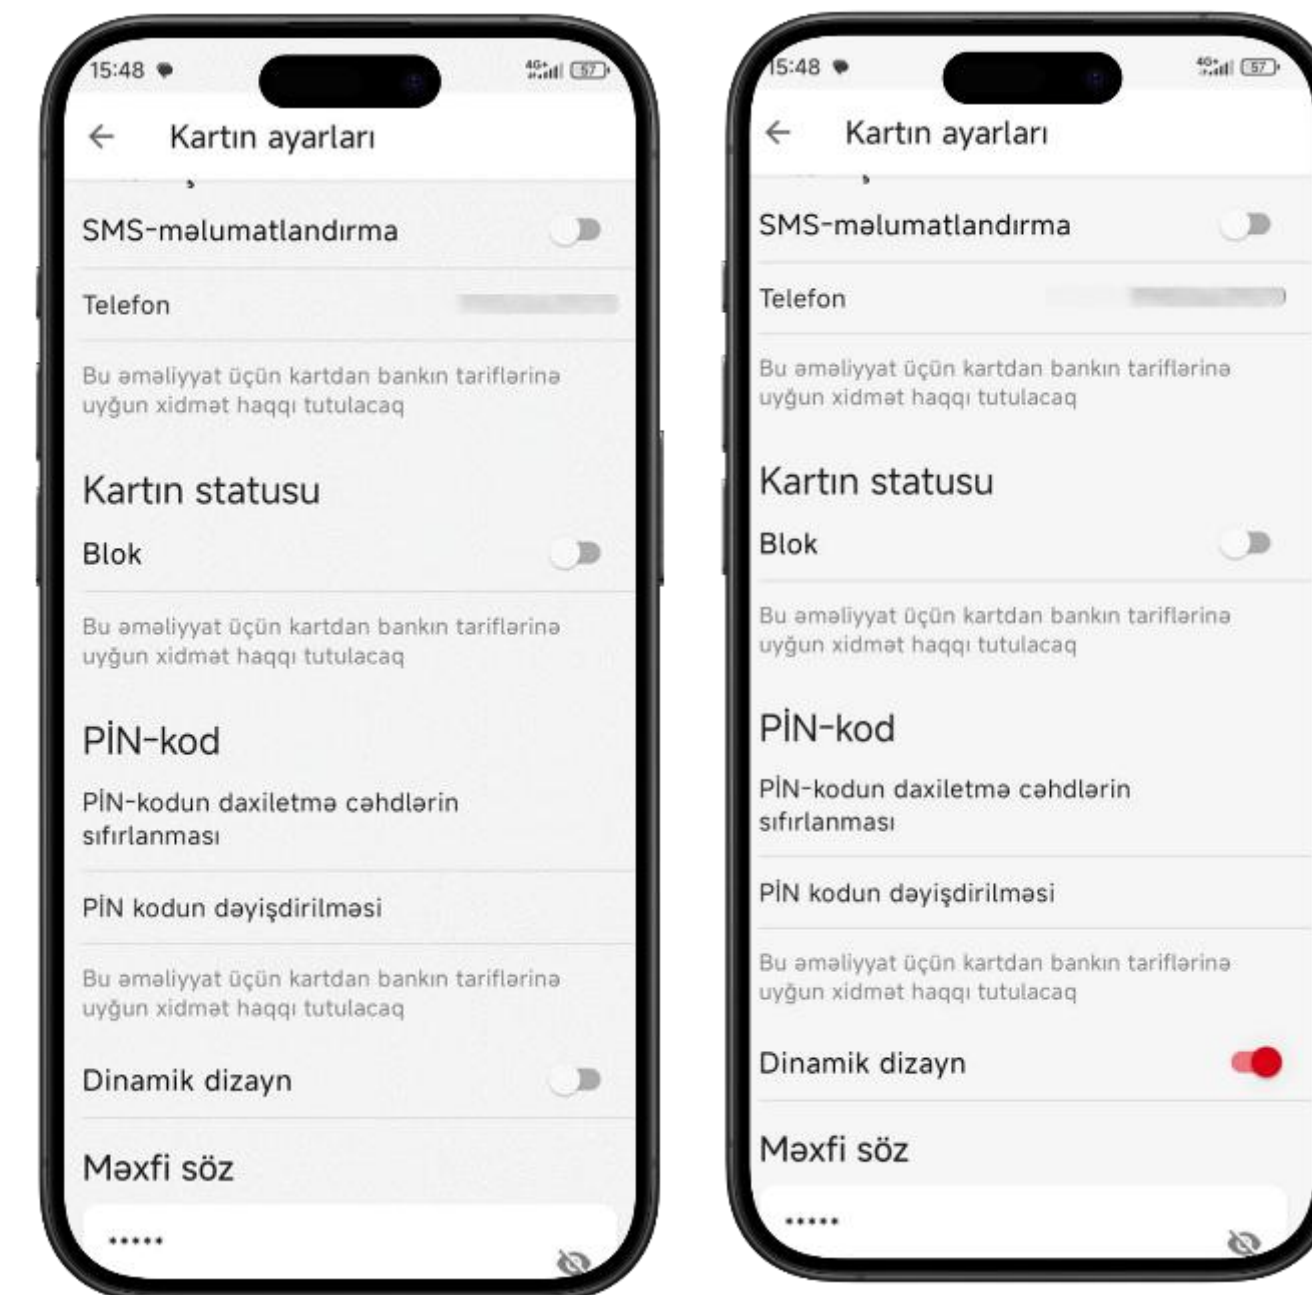 15:48
4G+
57
Kartın ayarları
SMS-məlumatlandırma
Telefon
Bu əməliyyat üçün kartdan bankın tariflərinə
uyğun xidmət haqqı tutulacaq
Kartın statusu
Blok
Bu əməliyyat üçün kartdan bankın tariflərinə
uyğun xidmət haqqı tutulacaq
PİN-kod
PİN-kodun daxiletmə cəhdlərin
sıfırlanması
PİN kodun dəyişdirilməsi
Bu əməliyyat üçün kartdan bankın tariflərinə
uyğun xidmət haqqı tutulacaq
Dinamik dizayn
Məxfi söz
•••••
15:48
4G+
57
Kartın ayarları
SMS-məlumatlandırma
Telefon
Bu əməliyyat üçün kartdan bankın tariflərinə
uyğun xidmət haqqı tutulacaq
Kartın statusu
Blok
Bu əməliyyat üçün kartdan bankın tariflərinə
uyğun xidmət haqqı tutulacaq
PİN-kod
PİN-kodun daxiletmə cəhdlərin
sıfırlanması
PİN kodun dəyişdirilməsi
Bu əməliyyat üçün kartdan bankın tariflərinə
uyğun xidmət haqqı tutulacaq
Dinamik dizayn
Məxfi söz
•••••